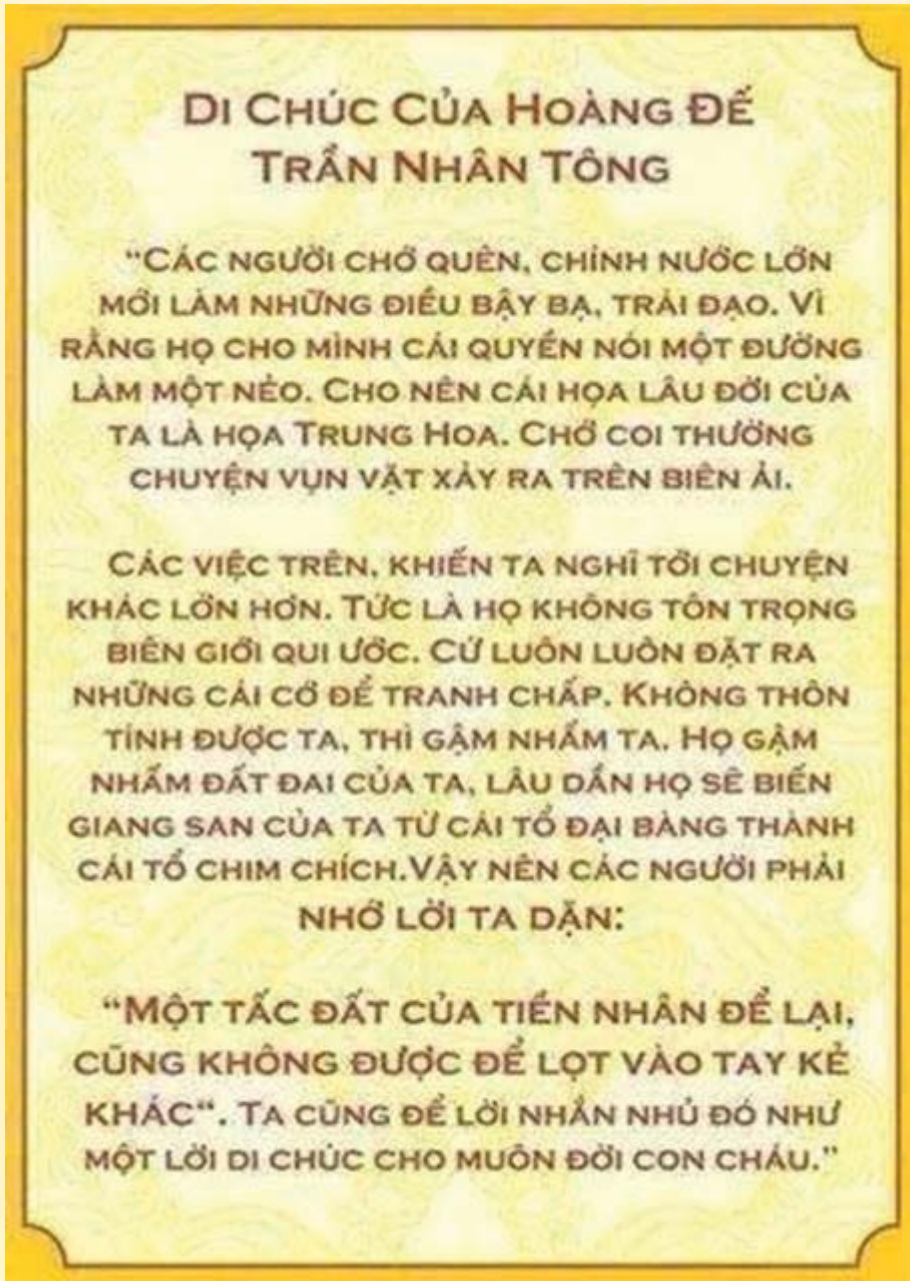 DI CHÚC CỦA HOÀNG ĐẾ
TRẦN NHÂN TÔNG
“CÁC NGƯỜI CHỚ QUÊN, CHÍNH NƯỚC LỚN
MỚI LÀM NHỮNG ĐIỀU BẬY BẠ, TRÁI ĐẠO. VÌ
RẰNG HỌ CHO MÌNH CÁI QUYỀN NÓI MỘT ĐƯỜNG
LÀM MỘT NẺO. CHO NÊN CÁI HỌA LÂU ĐỜI CỦA
TA LÀ HỌA TRUNG HOA. CHỚ COI THƯỜNG
CHUYỆN VỤN VẶT XẢY RA TRÊN BIÊN ẢI.
CÁC VIỆC TRÊN, KHIẾN TA NGHĨ TỚI CHUYỆN
KHÁC LỚN HƠN. TỨC LÀ HỌ KHÔNG TÔN TRỌNG
BIÊN GIỚI QUI ƯỚC. CỨ LUÔN LUÔN ĐẶT RA
NHỮNG CÁI CỚ ĐỂ TRANH CHẤP. KHÔNG THÔN
TÍNH ĐƯỢC TA, THÌ GẬM NHẤM TA. HỌ GẬM
NHẤM ĐẤT ĐAI CỦA TA, LÂU DẦN HỌ SẼ BIẾN
GIANG SAN CỦA TA TỪ CÁI TỔ ĐẠI BÀNG THÀNH
CÁI TỔ CHIM CHÍCH.VẬY NÊN CÁC NGƯỜI PHẢI
NHỚ LỜI TA DẶN:
“MỘT TẤC ĐẤT CỦA TIỀN NHÂN ĐỂ LẠI,
CŨNG KHÔNG ĐƯỢC ĐỂ LỌT VÀO TAY KẺ
KHÁC“. TA CŨNG ĐỂ LỜI NHẮN NHỦ ĐÓ NHƯ
MỘT LỜI DI CHÚC CHO MUÔN ĐỜI CON CHÁU.”